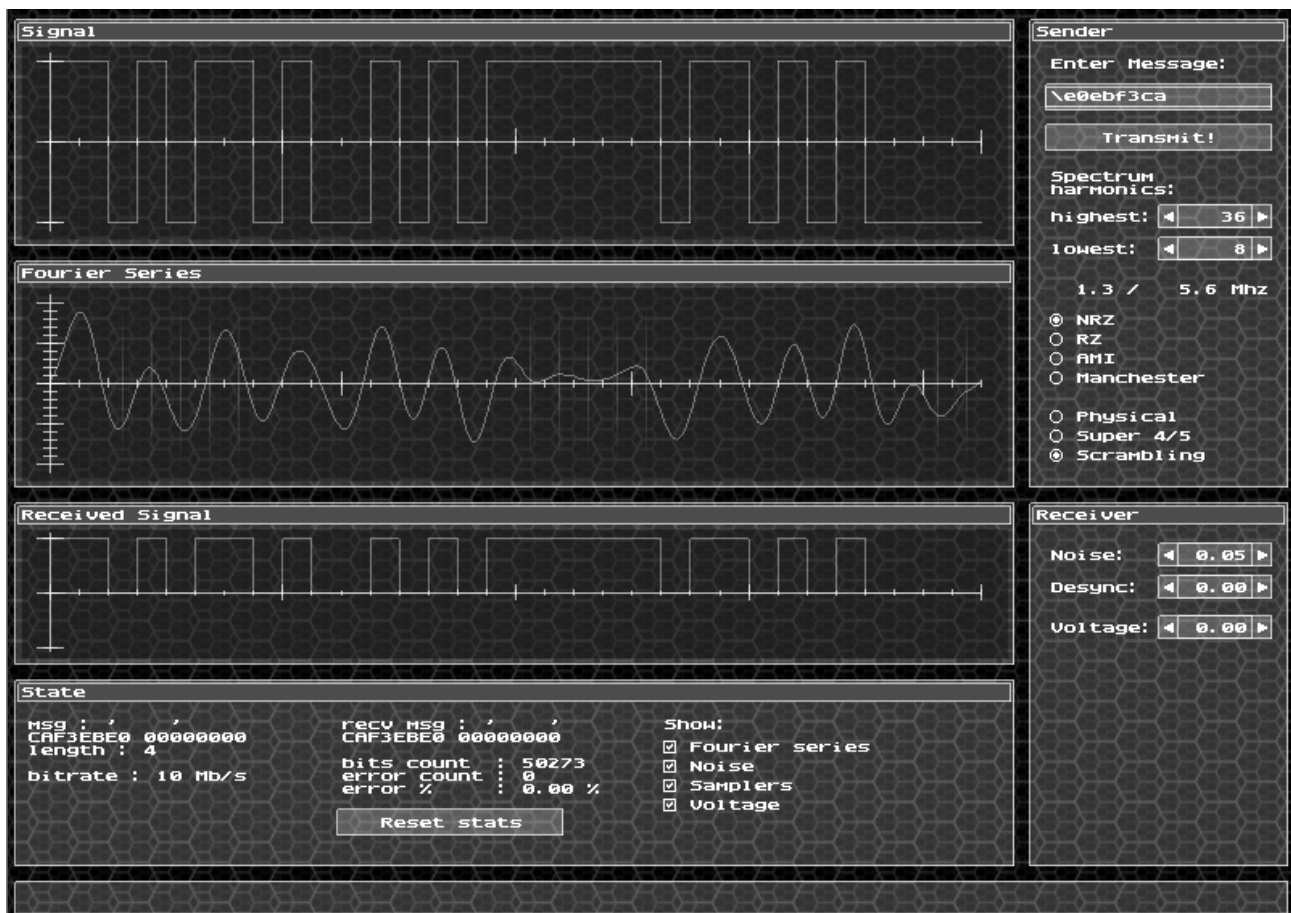 Signal
Sender
Enter Message:
\e0ebf3ca
Transmit!
Spectrum
harmonics:
highest: 36
lowest: 8
1.3 / 5.6 Mhz
NRZ
RZ
AMI
Manchester
Physical
Super 4/5
Scrambling
Fourier Series
Received Signal
Receiver
Noise: 0.05
Desync: 0.00
Voltage: 0.00
State
msg : ' '
CAF3EBE0 00000000
length : 4
bitrate : 10 Mb/s
recv msg : ' '
CAF3EBE0 00000000
bits count : 50273
error count : 0
error % : 0.00 %
Reset stats
Show:
Fourier series
Noise
Samplers
Voltage